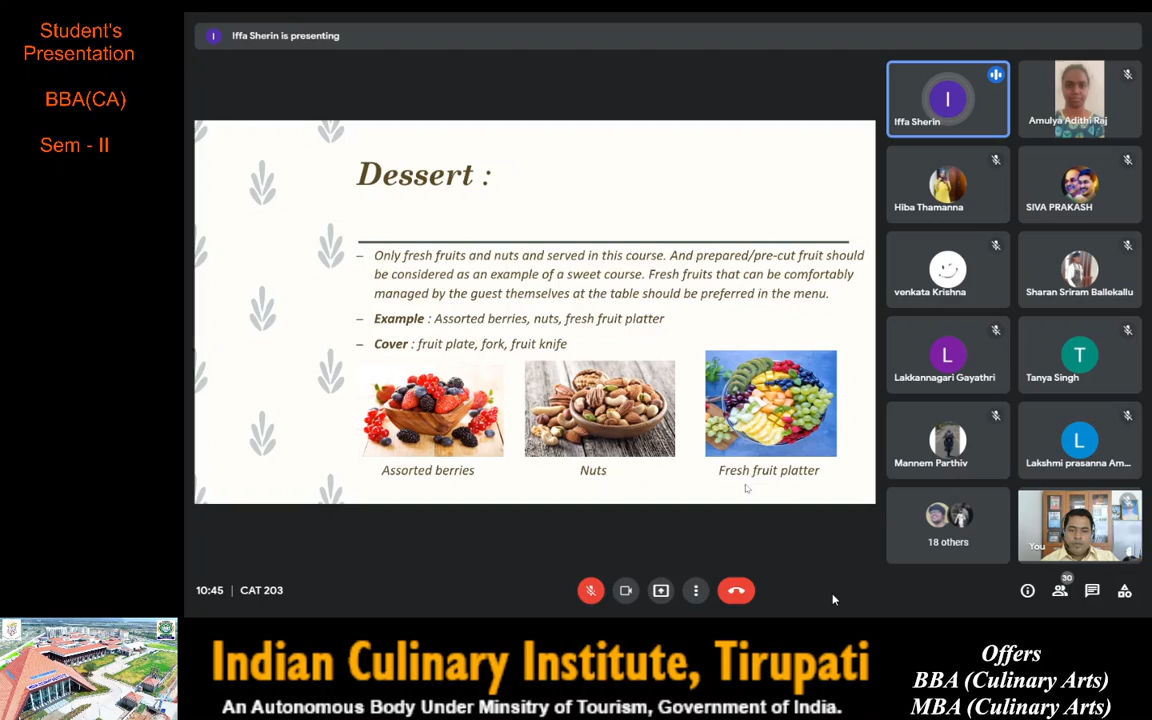 Student's
Presentation
BBA(CA)
Sem - II
I
Iffa Sherin is presenting
Dessert :
– Only fresh fruits and nuts and served in this course. And prepared/pre-cut fruit should
be considered as an example of a sweet course. Fresh fruits that can be comfortably
managed by the guest themselves at the table should be preferred in the menu.
– Example : Assorted berries, nuts, fresh fruit platter
– Cover : fruit plate, fork, fruit knife
Assorted berries
Nuts
Fresh fruit platter
I
Iffa Sherin
Amulya Adithi Raj
Hiba Thamanna
SIVA PRAKASH
venkata Krishna
Sharan Sriram Ballekallu
L
Lakkannagari Gayathri
T
Tanya Singh
Mannem Parthiv
L
Lakshmi prasanna Am...
18 others
You
10:45 | CAT 203
30
Indian Culinary Institute, Tirupati
An Autonomous Body Under Minsitry of Tourism, Government of India.
Offers
BBA (Culinary Arts)
MBA (Culinary Arts)